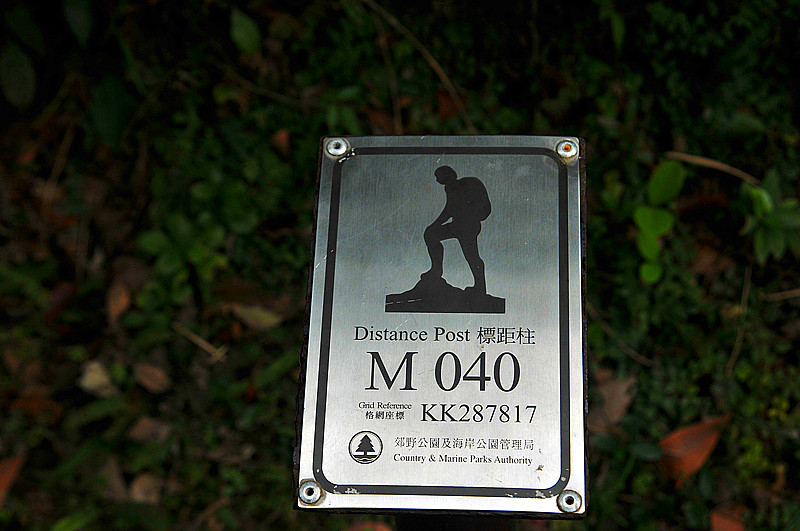 Distance Post 標距柱
M 040
Grid Reference
格網座標
KK287817
郊野公園及海岸公園管理局
Country & Marine Parks Authority